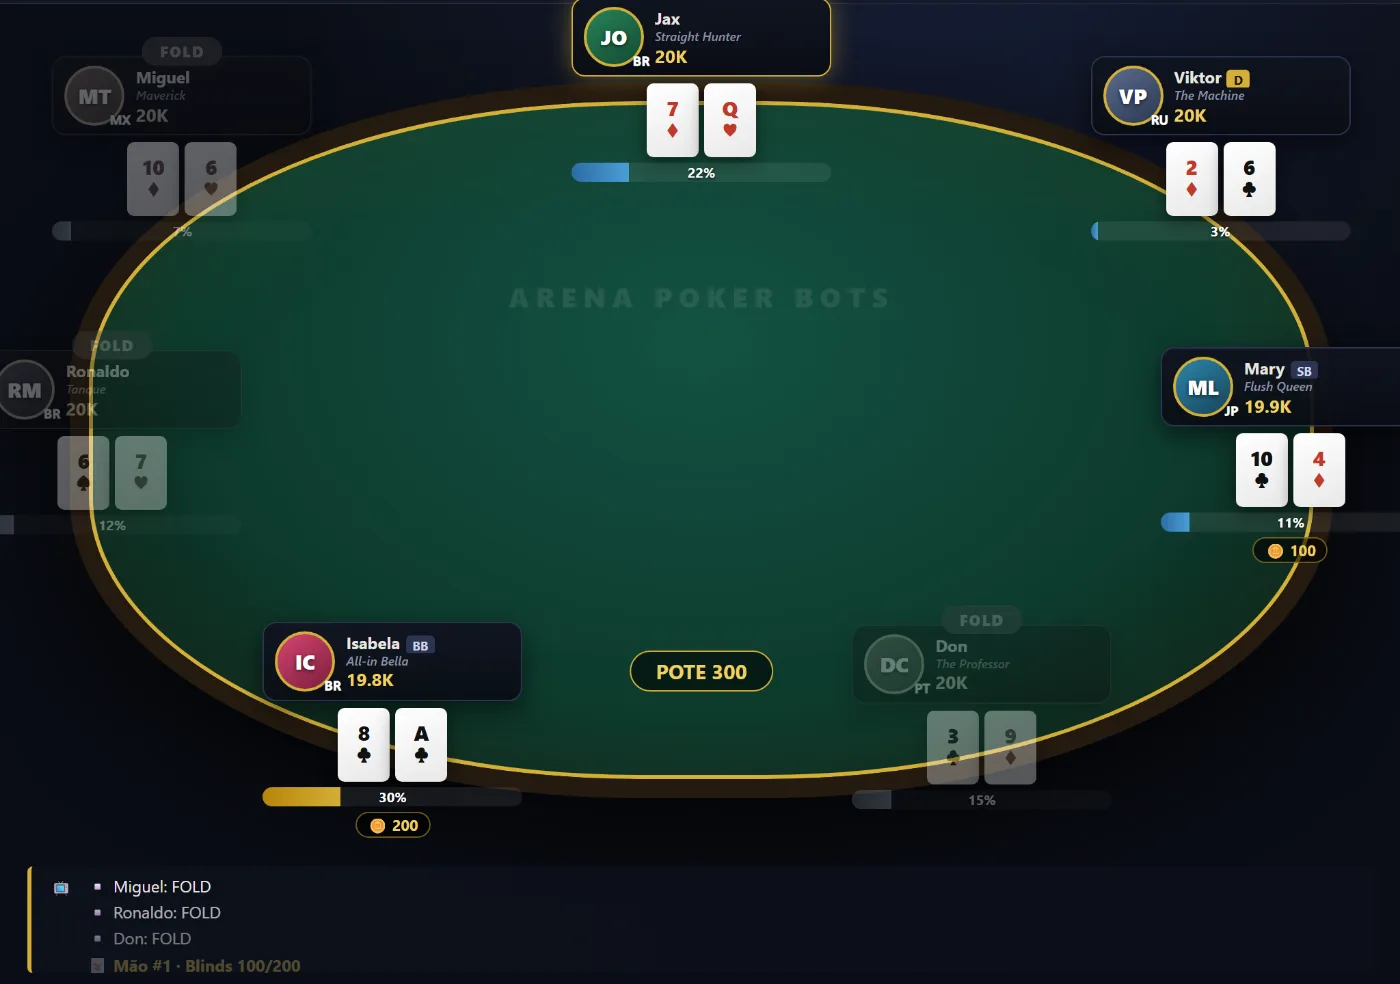 JO
Jax
Straight Hunter
BR 20K
7 Q
22%
FOLD
MT
Miguel
Maverick
MX 20K
10 6
7%
VP
Viktor D
The Machine
RU 20K
2 6
3%
ARENA POKER BOTS
FOLD
RM
Ronaldo
BR 20K
6 7
12%
ML
Mary SB
Flush Queen
JP 19.9K
10 4
11%
100
IC
Isabela BB
All-in Bella
BR 19.8K
8 A
30%
200
POTE 300
FOLD
DC
Don
The Professor
PT 20K
3 9
15%
Miguel: FOLD
Ronaldo: FOLD
Don: FOLD
Mão #1 · Blinds 100/200